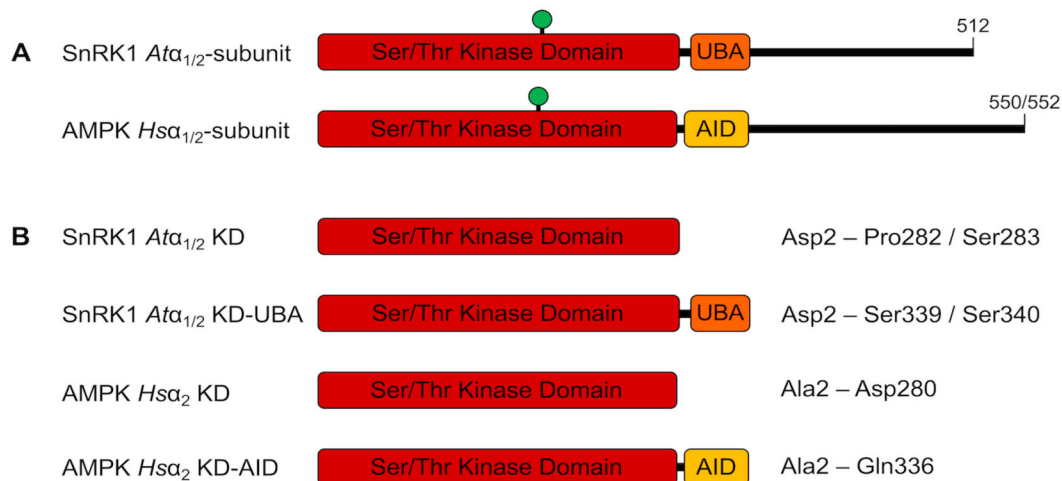 512
A SnRK1 Atα1/2-subunit Ser/Thr Kinase Domain UBA
550/552
AMPK Hsα1/2-subunit Ser/Thr Kinase Domain AID
B SnRK1 Atα1/2 KD Ser/Thr Kinase Domain Asp2 – Pro282 / Ser283
SnRK1 Atα1/2 KD-UBA Ser/Thr Kinase Domain UBA Asp2 – Ser339 / Ser340
AMPK Hsα2 KD Ser/Thr Kinase Domain Ala2 – Asp280
AMPK Hsα2 KD-AID Ser/Thr Kinase Domain AID Ala2 – Gln336